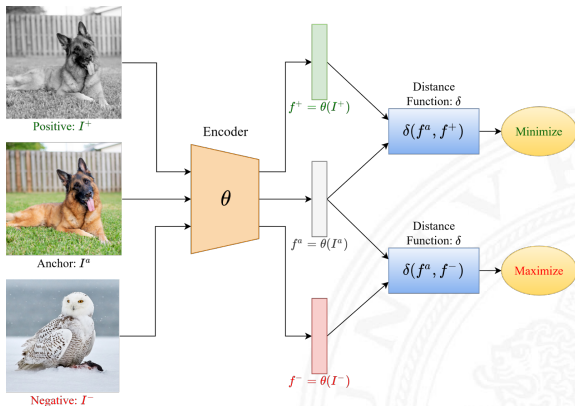 Positive: I⁺
Anchor: Iᵃ
Negative: I⁻
Encoder
θ
f⁺ = θ(I⁺)
fᵃ = θ(Iᵃ)
f⁻ = θ(I⁻)
Distance
Function: δ
δ(fᵃ, f⁺)
Minimize
Distance
Function: δ
δ(fᵃ, f⁻)
Maximize